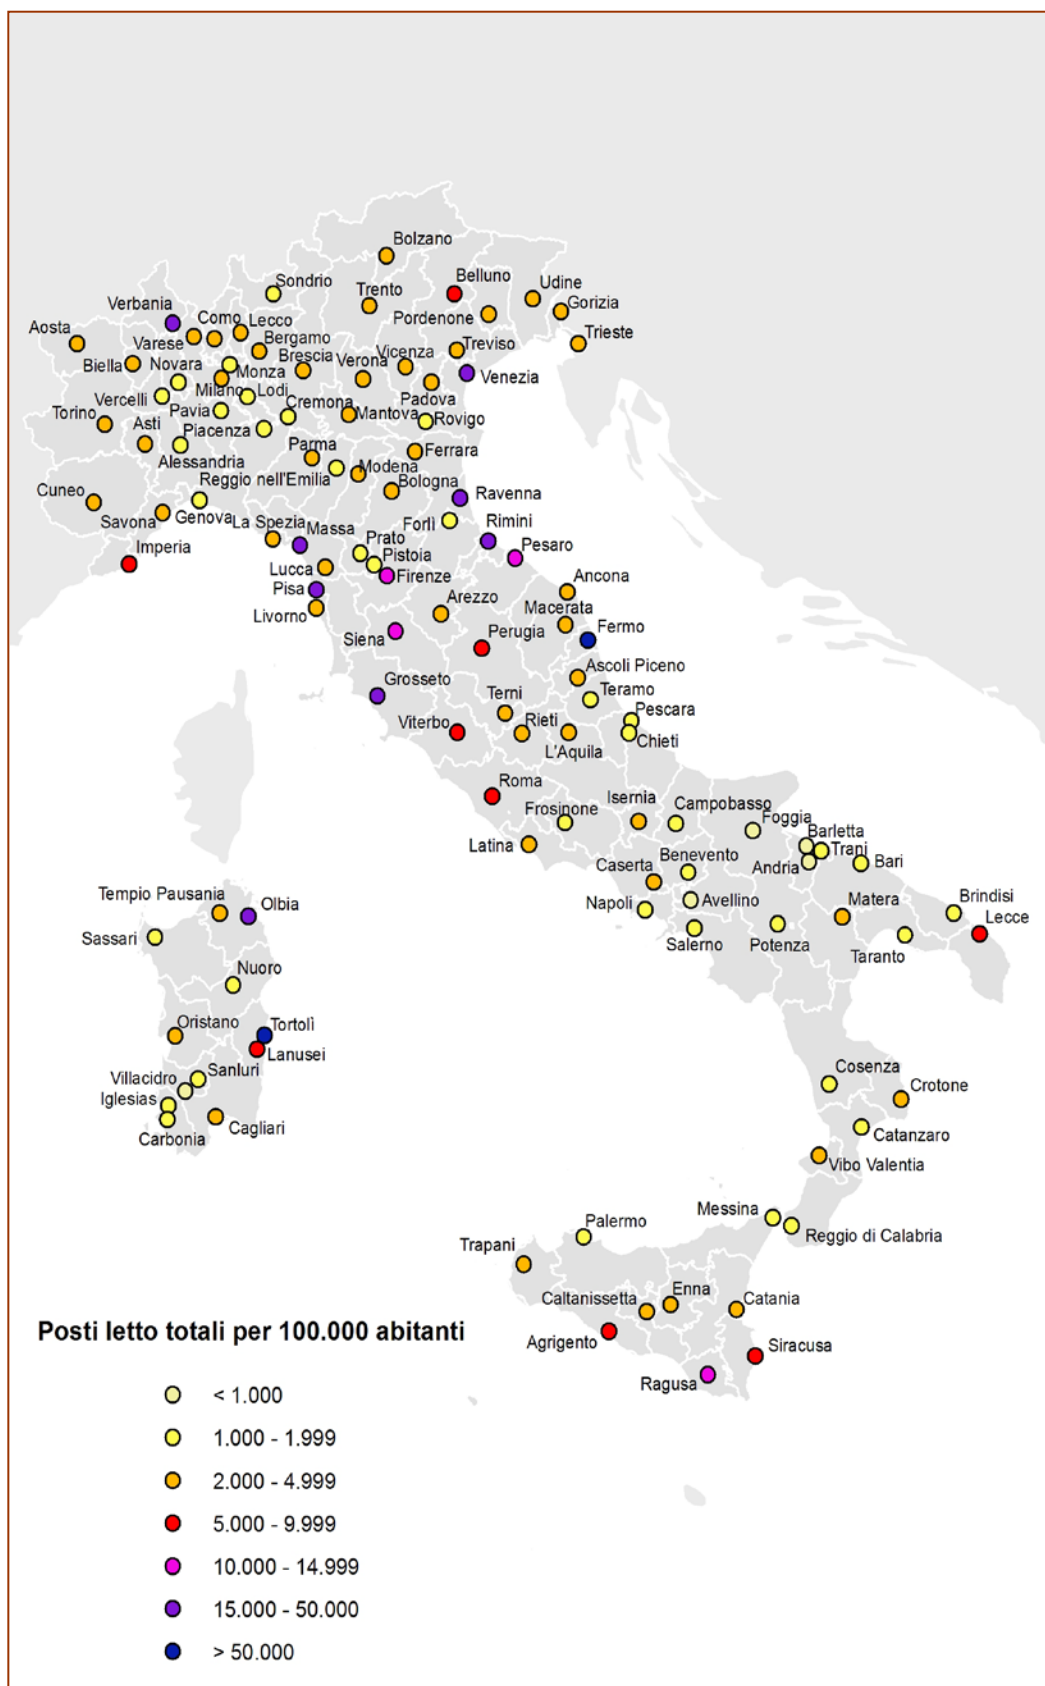 Bolzano
Sondrio
Trento
Belluno
Udine
Verbania
Pordenone
Gorizia
Aosta
Como
Lecco
Varese
Bergamo
Treviso
Trieste
Biella
Novara
Monza
Brescia
Verona
Vicenza
Venezia
Vercelli
Milano
Lodi
Padova
Torino
Pavia
Cremona
Mantova
Rovigo
Asti
Piacenza
Alessandria
Parma
Modena
Ferrara
Reggio nell'Emilia
Bologna
Cuneo
Savona
Genova
La Spezia
Massa
Forlì
Ravenna
Rimini
Imperia
Prato
Pistoia
Pesaro
Lucca
Firenze
Pisa
Arezzo
Ancona
Livorno
Macerata
Siena
Perugia
Fermo
Grosseto
Ascoli Piceno
Terni
Teramo
Viterbo
Rieti
Pescara
L'Aquila
Chieti
Roma
Isernia
Campobasso
Frosinone
Foggia
Barletta
Latina
Trani
Caserta
Benevento
Andria
Bari
Tempio Pausania
Olbia
Napoli
Avellino
Matera
Brindisi
Lecce
Sassari
Salerno
Potenza
Taranto
Nuoro
Oristano
Tortolì
Lanusei
Villacidro
Sanluri
Iglesias
Cosenza
Crotone
Carbonia
Cagliari
Catanzaro
Vibo Valentia
Messina
Palermo
Reggio di Calabria
Trapani
Caltanissetta
Enna
Catania
Agrigento
Siracusa
Ragusa
Posti letto totali per 100.000 abitanti
< 1.000
1.000 - 1.999
2.000 - 4.999
5.000 - 9.999
10.000 - 14.999
15.000 - 50.000
> 50.000